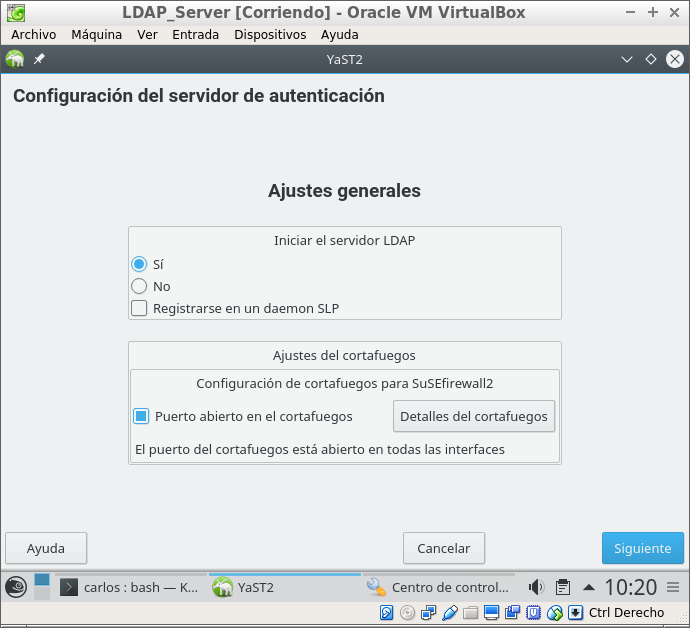 LDAP_Server [Corriendo] - Oracle VM VirtualBox
Archivo Máquina Ver Entrada Dispositivos Ayuda
YaST2
Configuración del servidor de autenticación
Ajustes generales
Iniciar el servidor LDAP
Sí
No
Registrarse en un daemon SLP
Ajustes del cortafuegos
Configuración de cortafuegos para SuSEfirewall2
Puerto abierto en el cortafuegos Detalles del cortafuegos
El puerto del cortafuegos está abierto en todas las interfaces
Ayuda Cancelar Siguiente
carlos : bash — K... YaST2 Centro de control... 10:20
Ctrl Derecho